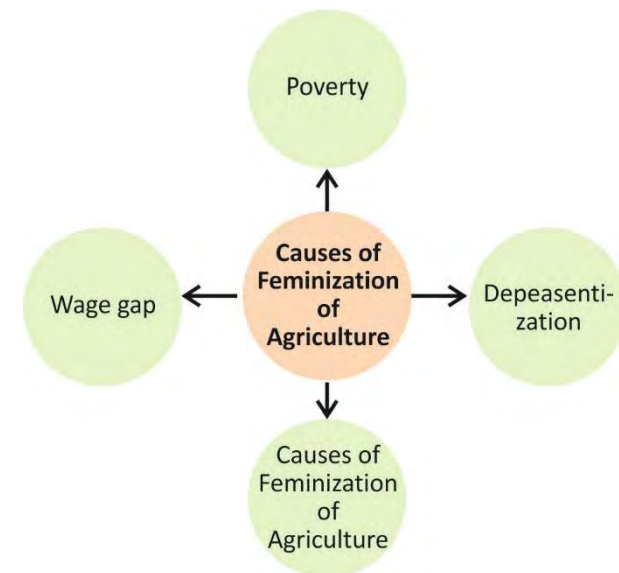 Poverty
Causes of
Feminization
of
Agriculture
Wage gap
Depeasenti-
zation
Causes of
Feminization
of
Agriculture